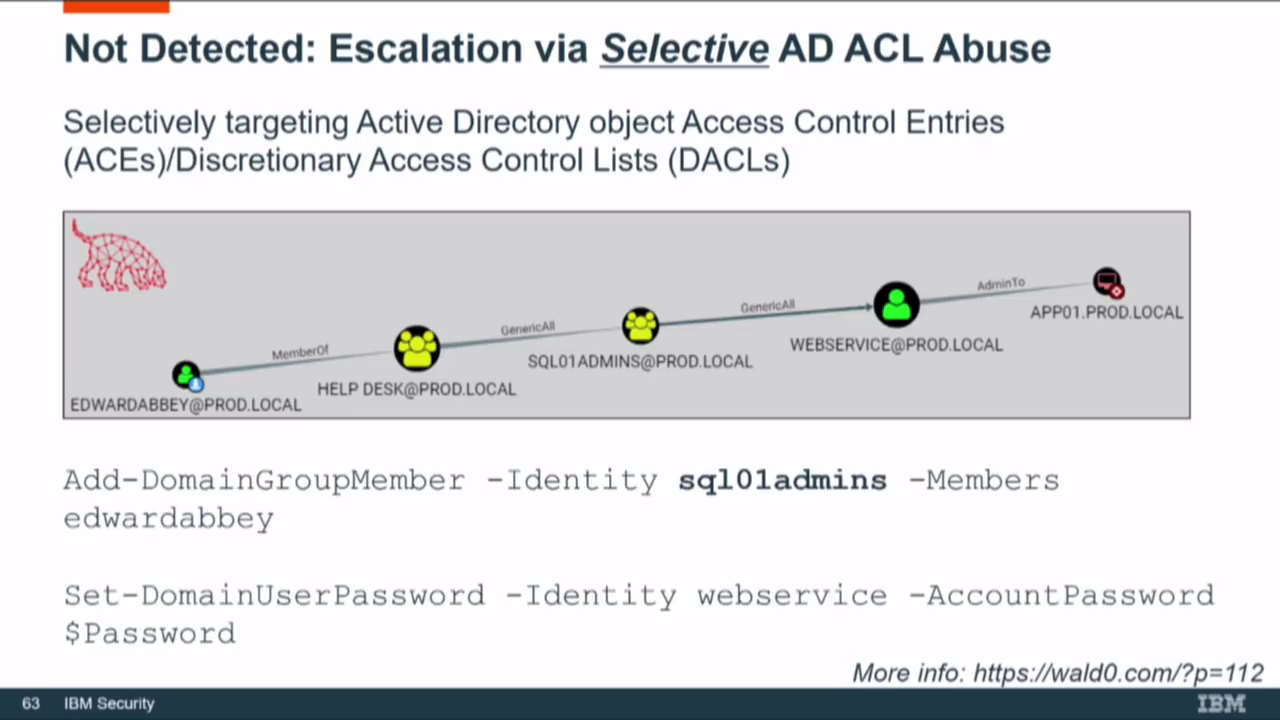 Not Detected: Escalation via Selective AD ACL Abuse
Selectively targeting Active Directory object Access Control Entries
(ACEs)/Discretionary Access Control Lists (DACLs)
MemberOf
GenericAll
GenericAll
AdminTo
EDWARDABBEY@PROD.LOCAL
HELP DESK@PROD.LOCAL
SQL01ADMINS@PROD.LOCAL
WEBSERVICE@PROD.LOCAL
APP01.PROD.LOCAL
Add-DomainGroupMember -Identity sql01admins -Members
edwardabbey
Set-DomainUserPassword -Identity webservice -AccountPassword
$Password
More info: https://wald0.com/?p=112
63 IBM Security
IBM